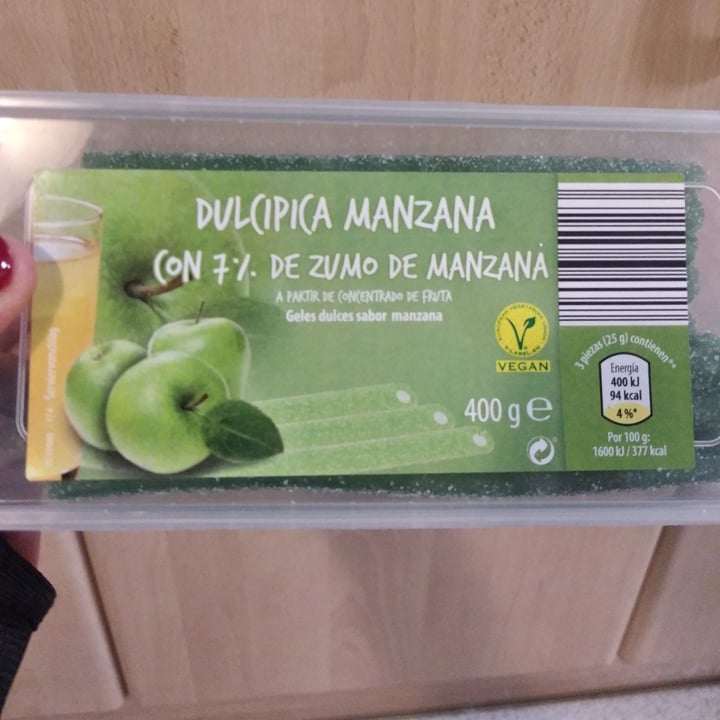 DULCIPICA MANZANA
CON 7%. DE ZUMO DE MANZANA
A PARTIR DE CONCENTRADO DE FRUTA
Geles dulces sabor manzana
VEGAN
400 g e
3 piezas (25 g) contienen**
Energía
400 kJ
94 kcal
4 %*
Por 100 g:
1600 kJ / 377 kcal